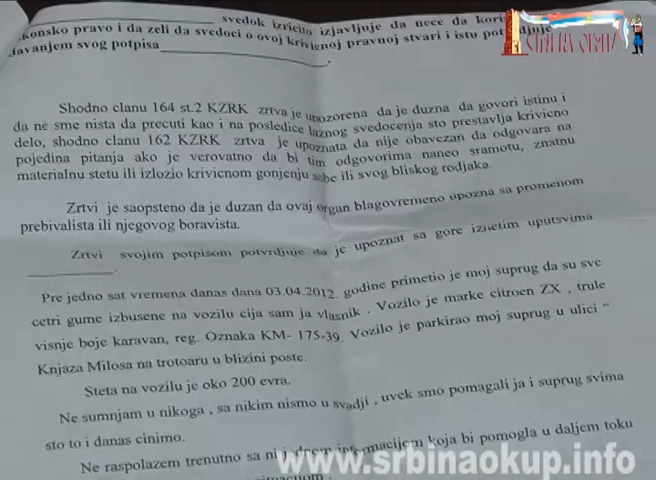 svedok izricito izjavljuje da nece da kori
konsko pravo i da zeli da svedoci o ovoj krivicnoj pravnoj stvari i istu
davanjem svog potpisa
Shodno clanu 164 st.2 KZRK zrtva je upozorena da je duzna da govori istinu i
da ne sme nista da precuti kao i na posledice laznog svedocenja sto prestavlja krivicno
delo, shodno clanu 162 KZRK zrtva je upoznata da nije obavezan da odgovara na
pojedina pitanja ako je verovatno da bi tim odgovorima naneo sramotu, znatnu
materialnu stetu ili izlozio krivicnom gonjenju sebe ili svog bliskog rodjaka.
Zrtvi je saopsteno da je duzan da ovaj organ blagovremeno upozna sa promenom
prebivalista ili njegovog boravista.
Zrtvi svojim potpisom potvrdjuje da je upoznat sa gore iznetim uputsvima
Pre jedno sat vremena danas dana 03.04.2012. godine primetio je moj suprug da su sve
cetri gume izbusene na vozilu cija sam ja vlasnik . Vozilo je marke citroen ZX , trule
visnje boje karavan, reg. Oznaka KM- 175-39. Vozilo je parkirao moj suprug u ulici “
Knjaza Milosa na trotoaru u blizini poste.
Steta na vozilu je oko 200 evra.
Ne sumnjam u nikoga , sa nikim nismo u svadji , uvek smo pomagali ja i suprug svima
sto to i danas cinimo.
Ne raspolazem trenutno sa ni jednom informacijem koja bi pomogla u daljem toku
www.srbinaokup.info